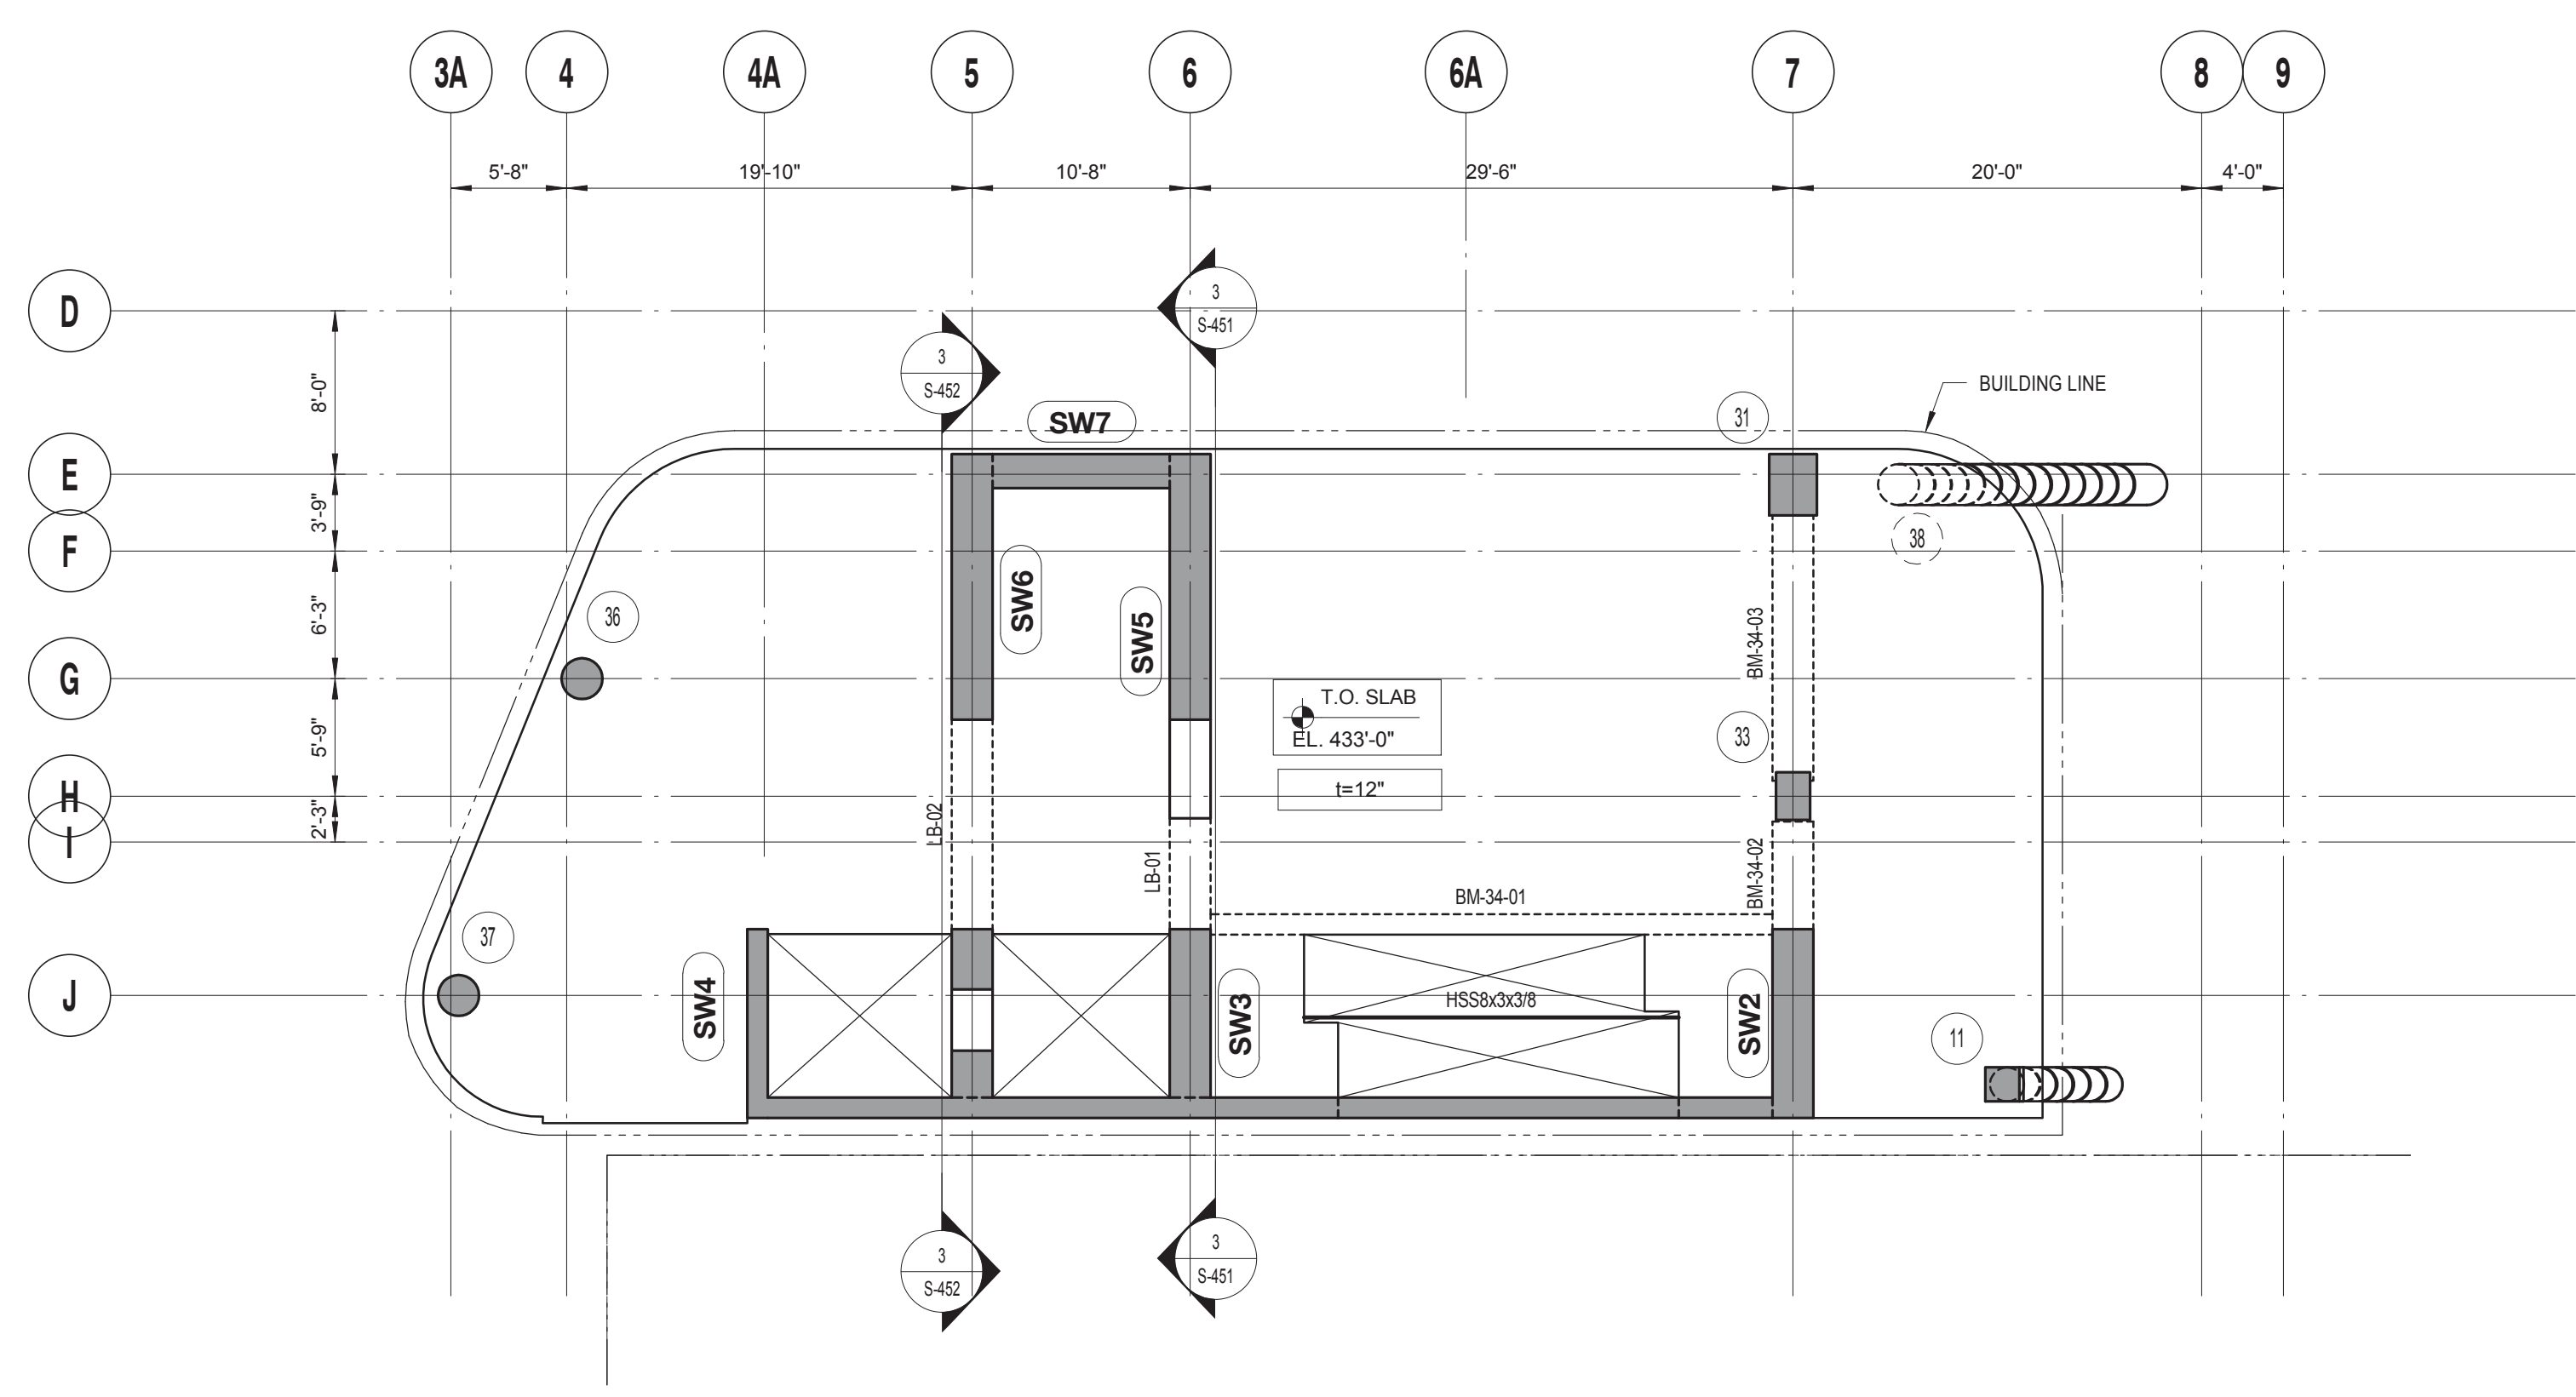 3A
4
4A
5
6
6A
7
8
9
5'-8"
19'-10"
10'-8"
29'-6"
20'-0"
4'-0"
D
E
F
G
H
I
J
8'-0"
3'-9"
6'-3"
5'-9"
2'-3"
3
S-451
3
S-452
BUILDING LINE
SW7
31
38
36
SW6
SW5
BM-34-03
T.O. SLAB
EL. 433'-0"
33
t=12"
LB-02
LB-01
BM-34-02
BM-34-01
37
SW4
SW3
HSS8x3x3/8
SW2
11
3
S-452
3
S-451